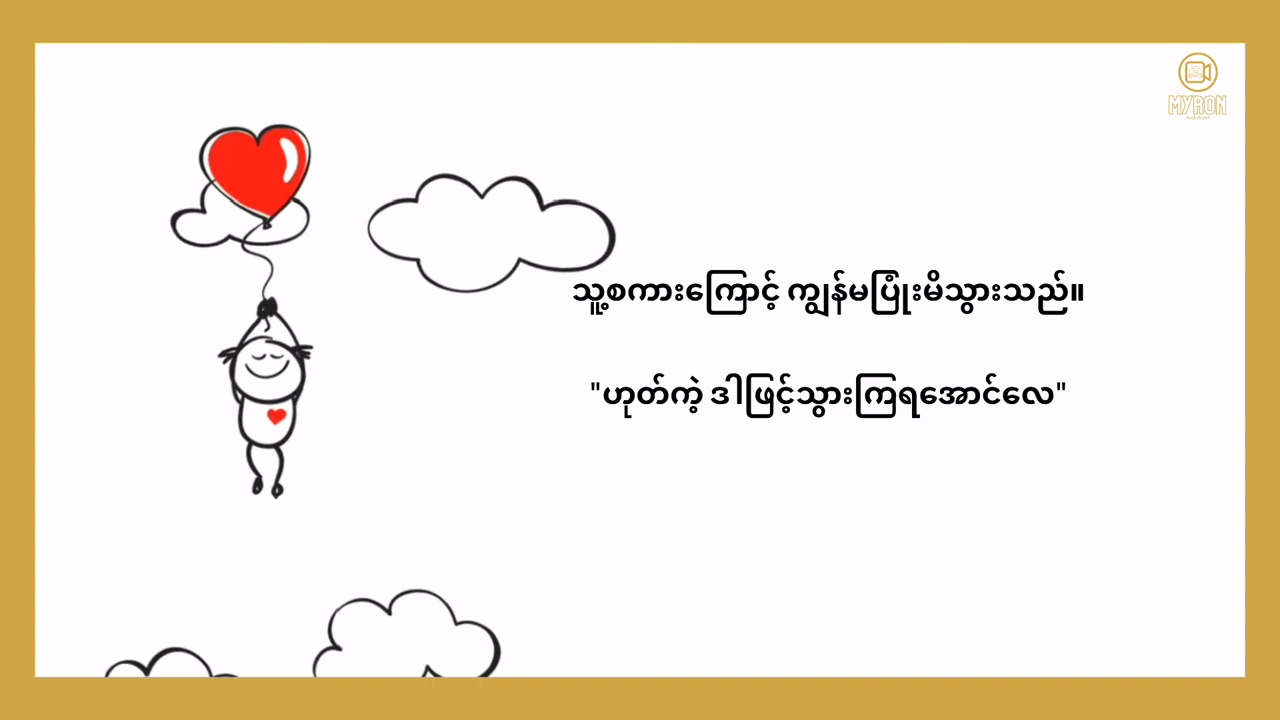 MYRON
သူ့စကားကြောင့် ကျွန်မပြုံးမိသွားသည်။
"ဟုတ်ကဲ့ ဒါဖြင့်သွားကြရအောင်လေ"